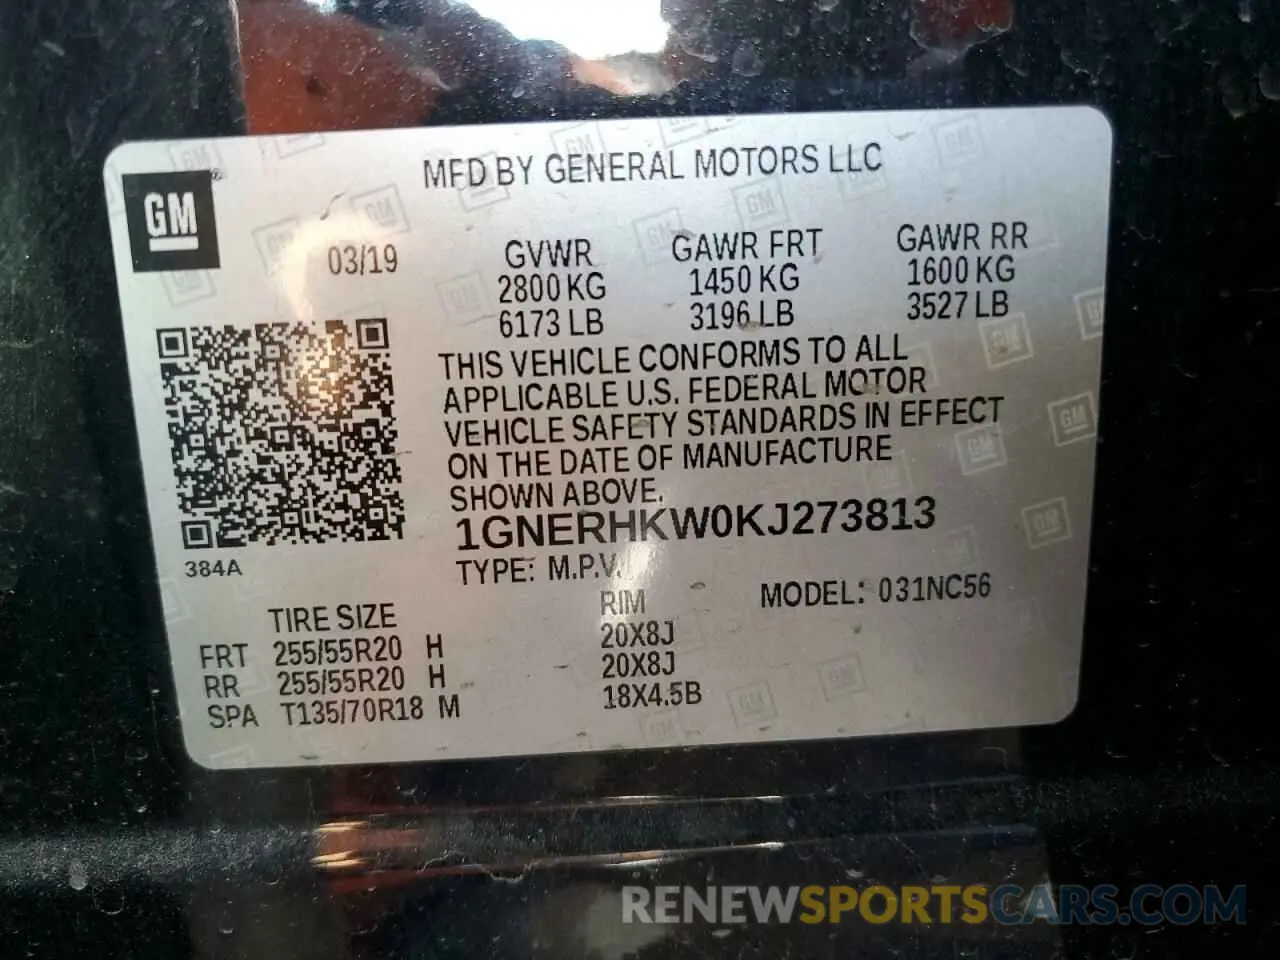 MFD BY GENERAL MOTORS LLC
GM
®
03/19
GVWR GAWR FRT GAWR RR
2800 KG 1450 KG 1600 KG
6173 LB 3196 LB 3527 LB
THIS VEHICLE CONFORMS TO ALL
APPLICABLE U.S. FEDERAL MOTOR
VEHICLE SAFETY STANDARDS IN EFFECT
ON THE DATE OF MANUFACTURE
SHOWN ABOVE.
1GNERHKW0KJ273813
384A
TYPE: M.P.V.
MODEL: 031NC56
TIRE SIZE RIM
FRT 255/55R20 H 20X8J
RR 255/55R20 H 20X8J
SPA T135/70R18 M 18X4.5B
RENEWSPORTSCARS.COM